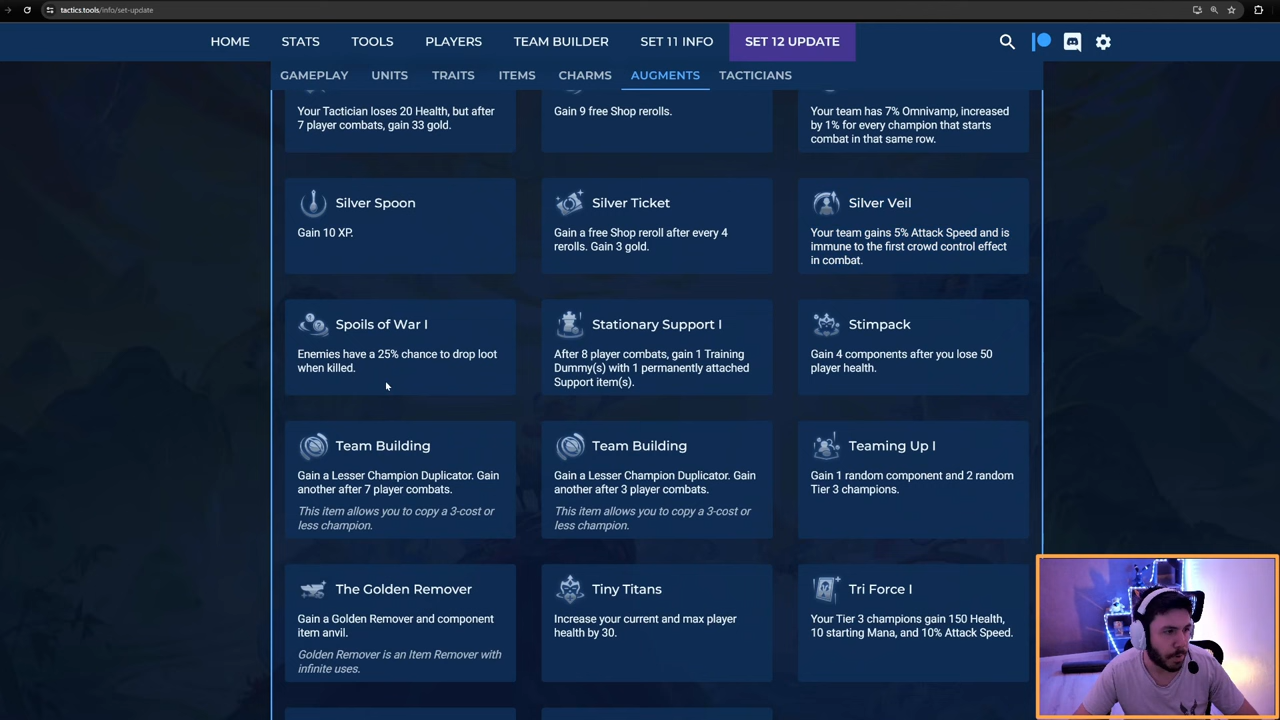 tactics.tools/info/set-update
HOME STATS TOOLS PLAYERS TEAM BUILDER SET 11 INFO SET 12 UPDATE
GAMEPLAY UNITS TRAITS ITEMS CHARMS AUGMENTS TACTICIANS
Your Tactician loses 20 Health, but after
7 player combats, gain 33 gold.
Gain 9 free Shop rerolls.
Your team has 7% Omnivamp, increased
by 1% for every champion that starts
combat in that same row.
Silver Spoon
Gain 10 XP.
Silver Ticket
Gain a free Shop reroll after every 4
rerolls. Gain 3 gold.
Silver Veil
Your team gains 5% Attack Speed and is
immune to the first crowd control effect
in combat.
Spoils of War I
Enemies have a 25% chance to drop loot
when killed.
Stationary Support I
After 8 player combats, gain 1 Training
Dummy(s) with 1 permanently attached
Support item(s).
Stimpack
Gain 4 components after you lose 50
player health.
Team Building
Gain a Lesser Champion Duplicator. Gain
another after 7 player combats.
This item allows you to copy a 3-cost or
less champion.
Team Building
Gain a Lesser Champion Duplicator. Gain
another after 3 player combats.
This item allows you to copy a 3-cost or
less champion.
Teaming Up I
Gain 1 random component and 2 random
Tier 3 champions.
The Golden Remover
Gain a Golden Remover and component
item anvil.
Golden Remover is an Item Remover with
infinite uses.
Tiny Titans
Increase your current and max player
health by 30.
Tri Force I
Your Tier 3 champions gain 150 Health,
10 starting Mana, and 10% Attack Speed.